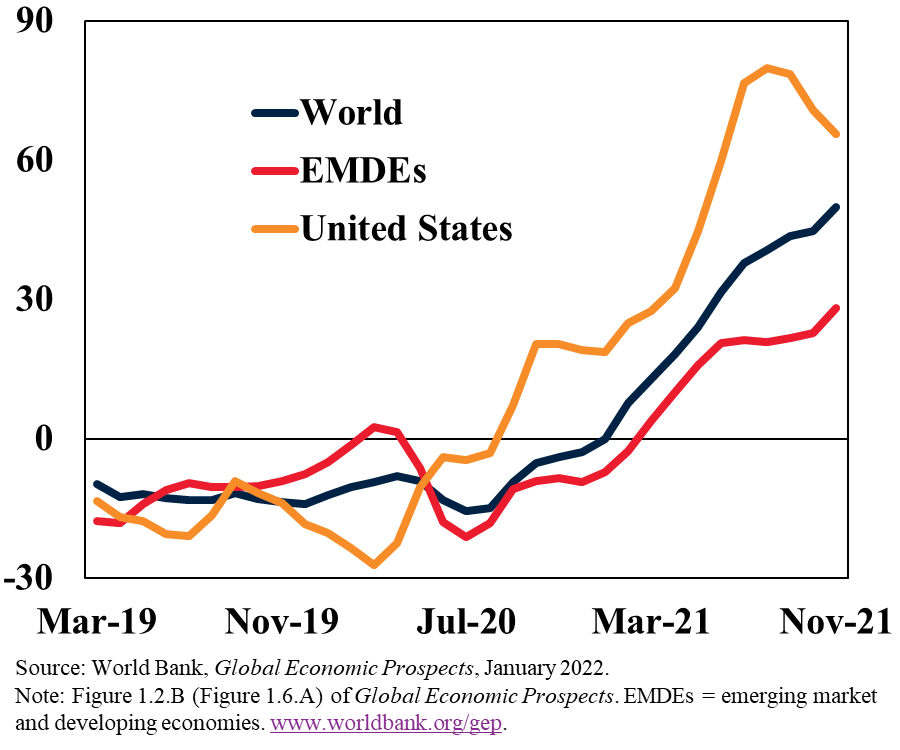 90
60
30
0
-30
World
EMDEs
United States
Mar-19 Nov-19 Jul-20 Mar-21 Nov-21
Source: World Bank, Global Economic Prospects, January 2022.
Note: Figure 1.2.B (Figure 1.6.A) of Global Economic Prospects. EMDEs = emerging market
and developing economies. www.worldbank.org/gep.